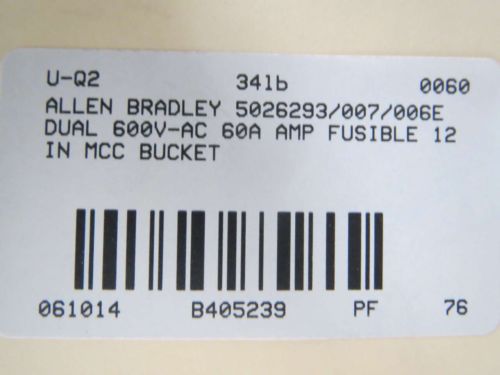 U-Q2 34lb 0060
ALLEN BRADLEY 5026293/007/006E
DUAL 600V-AC 60A AMP FUSIBLE 12
IN MCC BUCKET
061014 B405239 PF 76